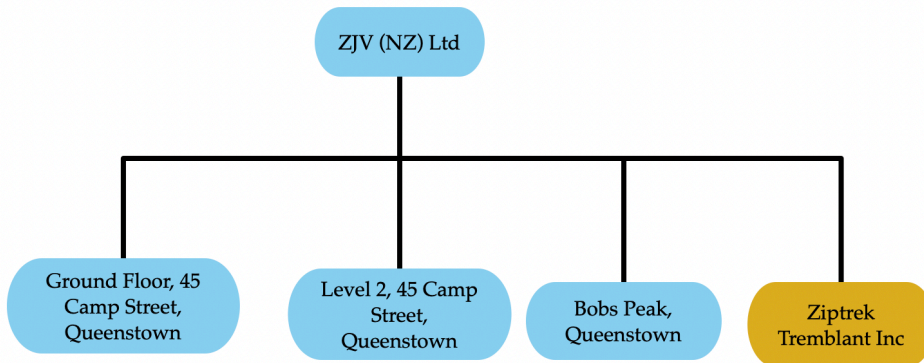 ZJV (NZ) Ltd
Ground Floor, 45
Camp Street,
Queenstown
Level 2, 45 Camp
Street,
Queenstown
Bobs Peak,
Queenstown
Ziptrek
Tremblant Inc